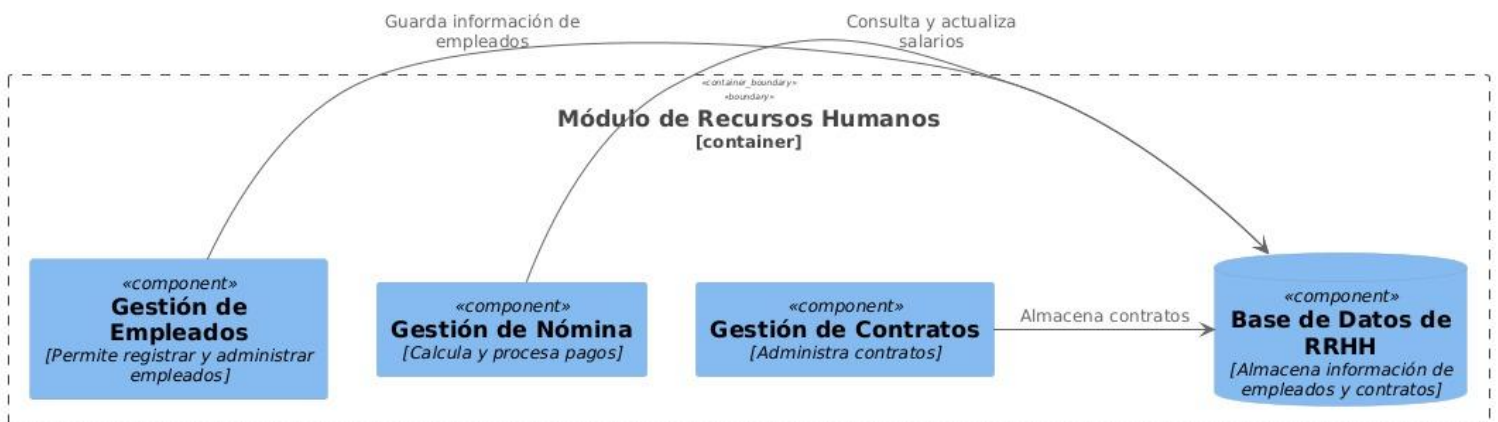 Guarda información de
empleados
Consulta y actualiza
salarios
«container_boundary»
«boundary»
Módulo de Recursos Humanos
[container]
«component»
Gestión de
Empleados
[Permite registrar y administrar
empleados]
«component»
Gestión de Nómina
[Calcula y procesa pagos]
«component»
Gestión de Contratos
[Administra contratos]
Almacena contratos
«component»
Base de Datos de
RRHH
[Almacena información de
empleados y contratos]